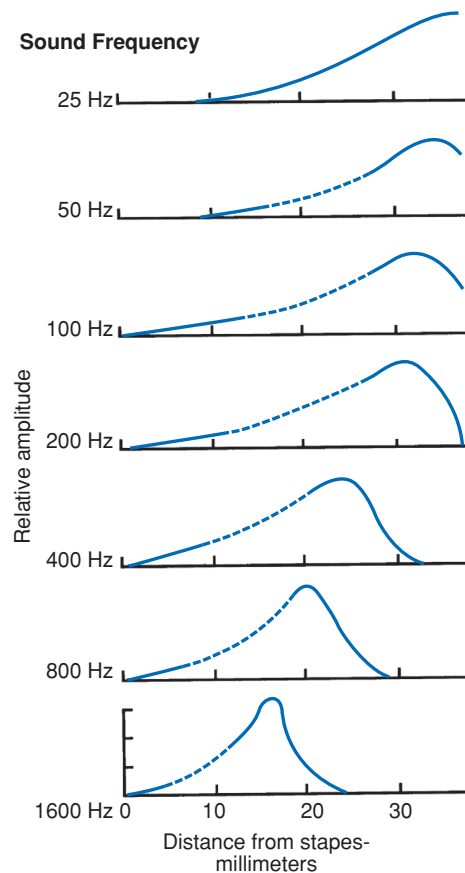 Sound Frequency
25 Hz
50 Hz
100 Hz
Relative amplitude
200 Hz
400 Hz
800 Hz
1600 Hz 0 10 20 30
Distance from stapes-
millimeters